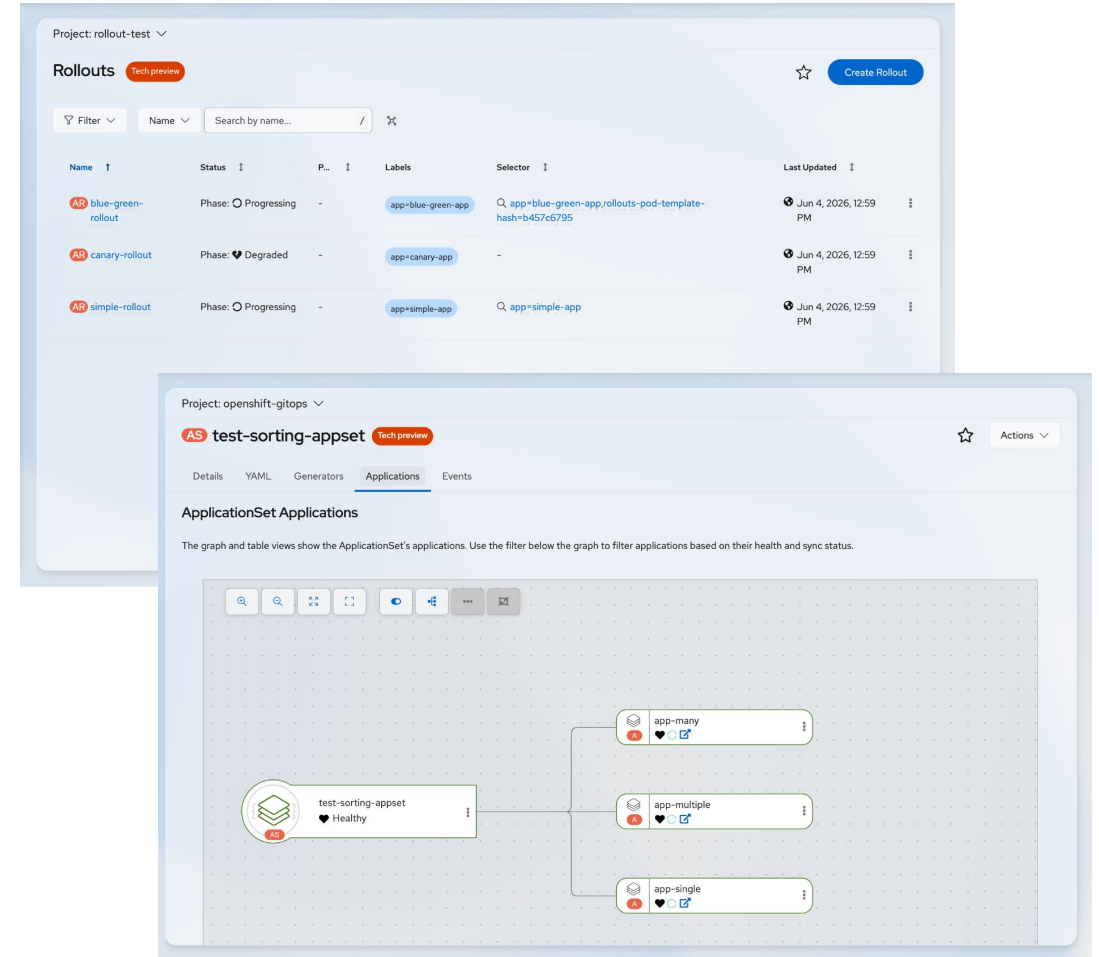 Project: rollout-test
Rollouts Tech preview
Create Rollout
Filter Name Search by name... /
Name Status P... Labels Selector Last Updated
AR blue-green-rollout Phase: Progressing - app=blue-green-app app=blue-green-app,rollouts-pod-template-hash=b457c6795 Jun 4, 2026, 12:59 PM
AR canary-rollout Phase: Degraded - app=canary-app - Jun 4, 2026, 12:59 PM
AR simple-rollout Phase: Progressing - app=simple-app app=simple-app Jun 4, 2026, 12:59 PM
Project: openshift-gitops
AS test-sorting-appset Tech preview
Actions
Details YAML Generators Applications Events
ApplicationSet Applications
The graph and table views show the ApplicationSet's applications. Use the filter below the graph to filter applications based on their health and sync status.
app-many
A
test-sorting-appset
Healthy
AS
app-multiple
A
app-single
A